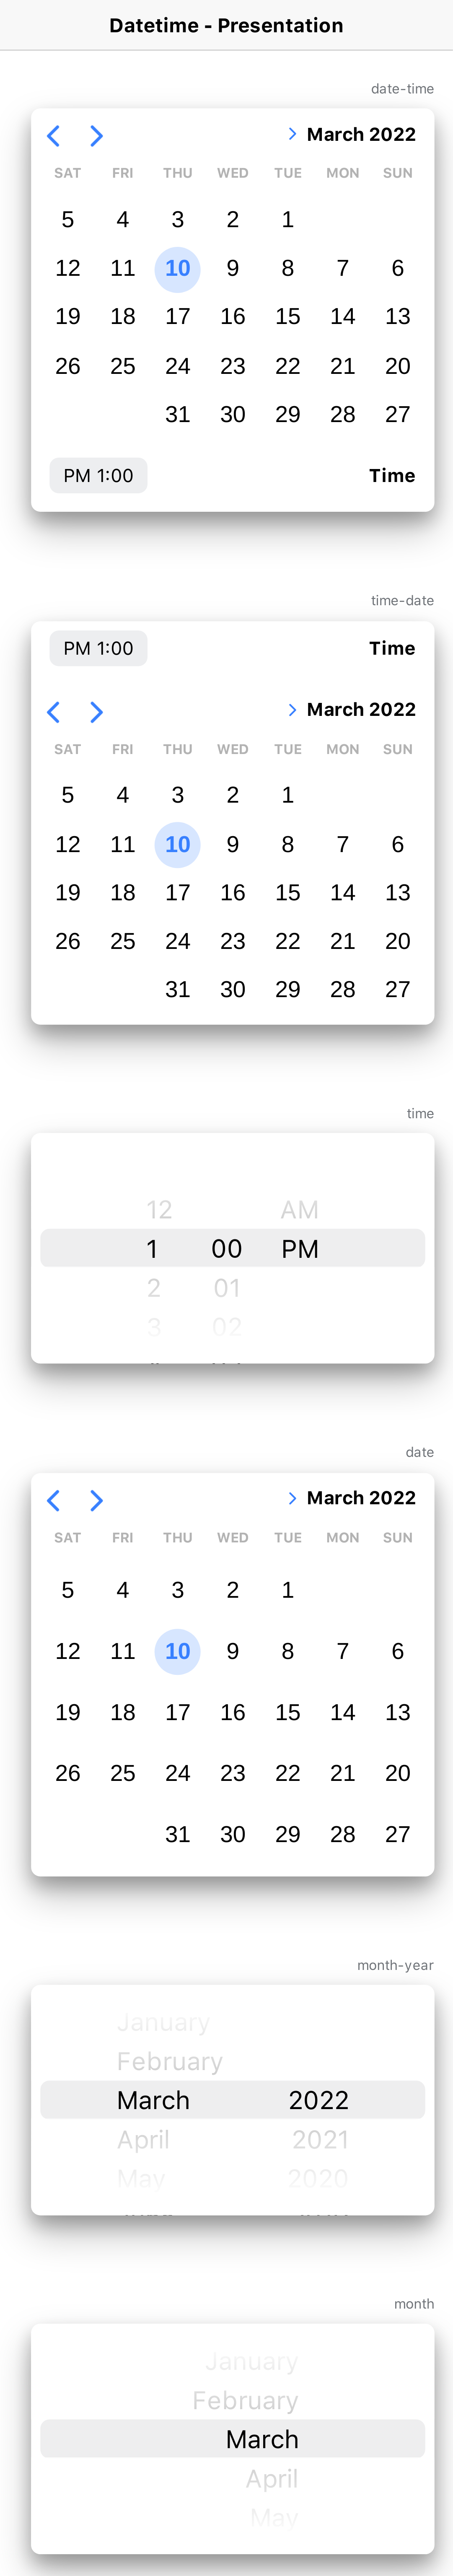 Datetime - Presentation
date-time
March 2022
SAT FRI THU WED TUE MON SUN
5 4 3 2 1
12 11 10 9 8 7 6
19 18 17 16 15 14 13
26 25 24 23 22 21 20
31 30 29 28 27
PM 1:00 Time
time-date
PM 1:00 Time
March 2022
SAT FRI THU WED TUE MON SUN
5 4 3 2 1
12 11 10 9 8 7 6
19 18 17 16 15 14 13
26 25 24 23 22 21 20
31 30 29 28 27
time
12 AM
1 00 PM
2 01
3 02
date
March 2022
SAT FRI THU WED TUE MON SUN
5 4 3 2 1
12 11 10 9 8 7 6
19 18 17 16 15 14 13
26 25 24 23 22 21 20
31 30 29 28 27
month-year
January
February
March 2022
April 2021
May 2020
month
January
February
March
April
May